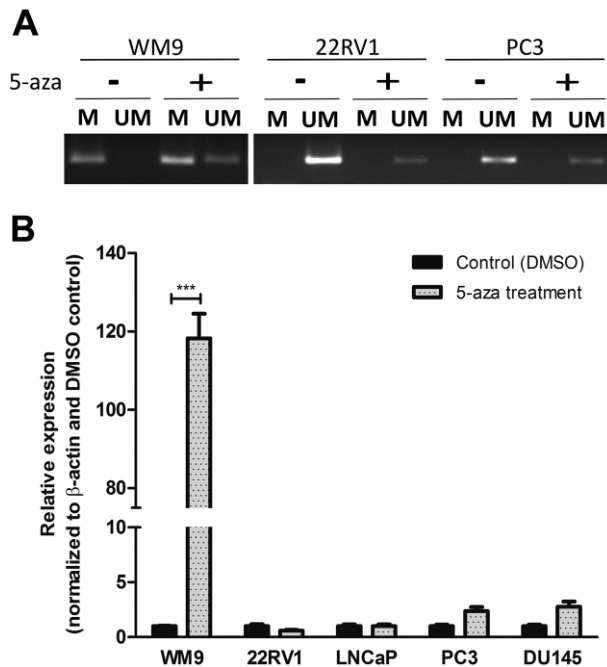 A
WM9 22RV1 PC3
5-aza - + - + - +
M UM M UM M UM M UM M UM M UM
B
140
120
100
80
10
5
0
Relative expression
(normalized to β-actin and DMSO control)
***
Control (DMSO)
5-aza treatment
WM9 22RV1 LNCaP PC3 DU145